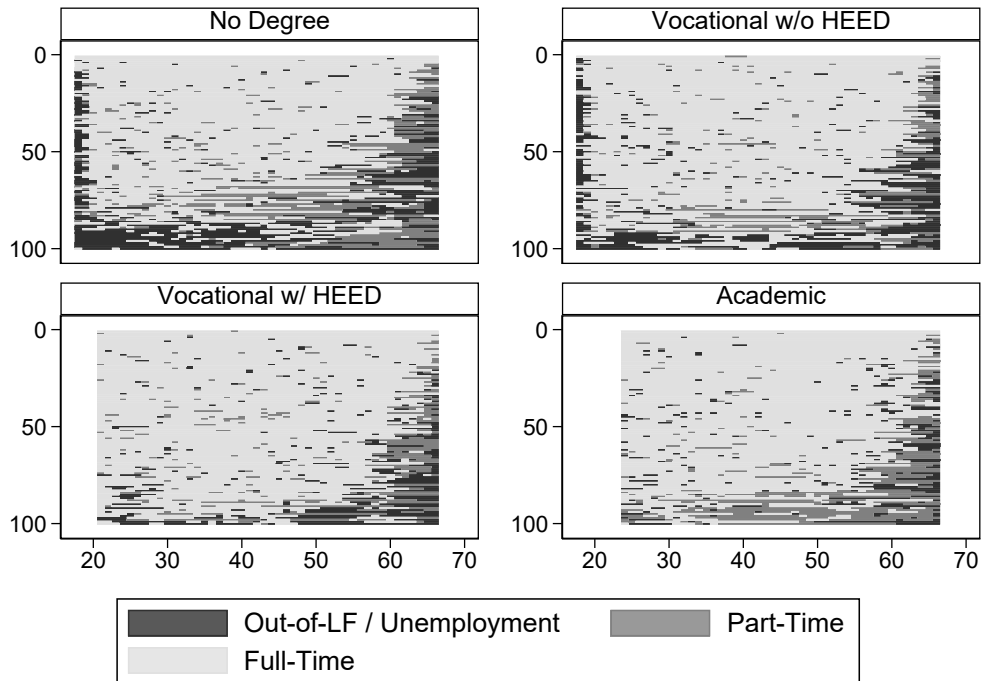 No Degree
Vocational w/o HEED
0
50
100
0
50
100
Vocational w/ HEED
Academic
0
50
100
0
50
100
20 30 40 50 60 70
20 30 40 50 60 70
Out-of-LF / Unemployment
Part-Time
Full-Time